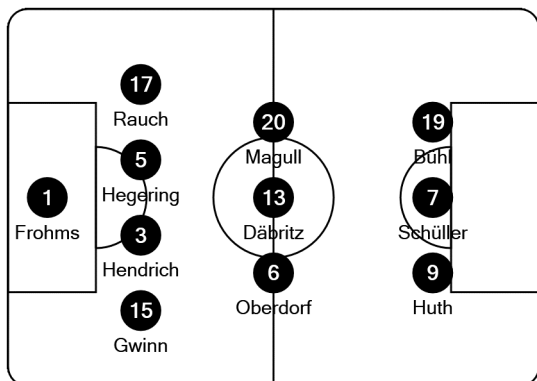 17
Rauch
20
Magull
19
Bühl
5
Hegering
1
Frohms
13
Däbritz
7
Schüller
3
Hendrich
6
Oberdorf
9
Huth
15
Gwinn